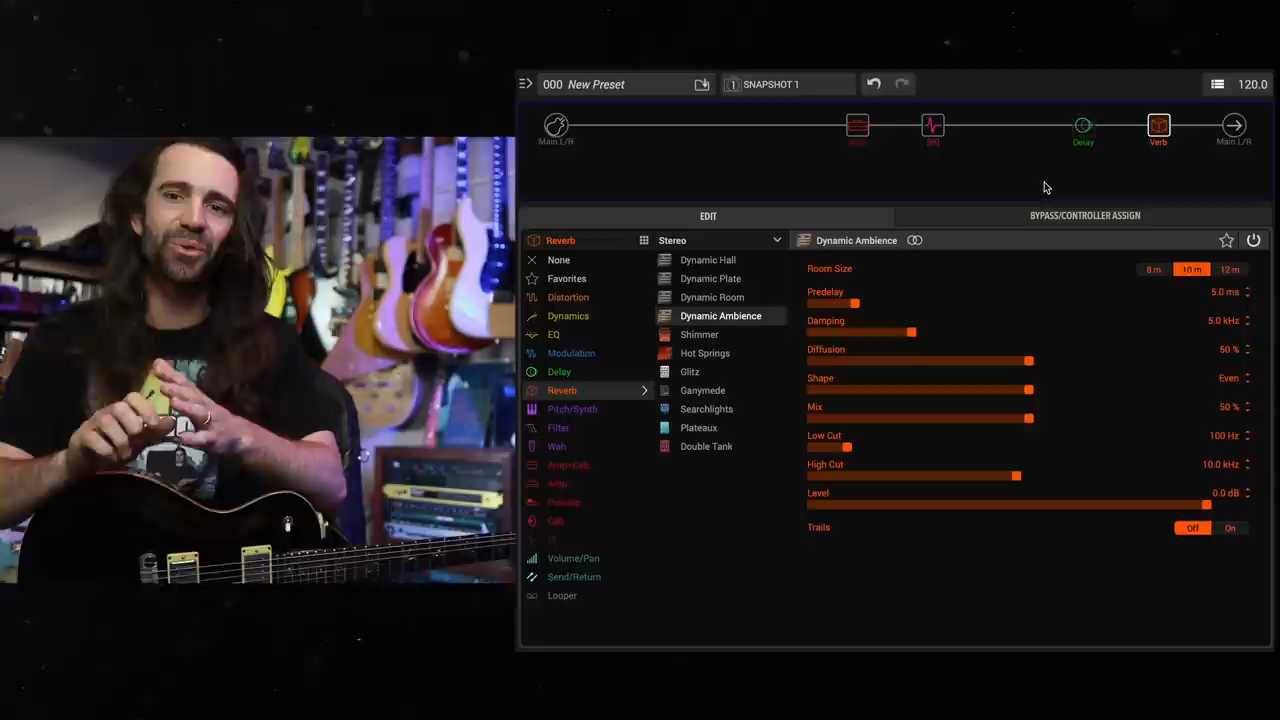 000 New Preset
1 SNAPSHOT 1
120.0
Main L/R
[IR]
Delay
Verb
Main L/R
EDIT
BYPASS/CONTROLLER ASSIGN
Reverb
Stereo
Dynamic Ambience
None
Favorites
Distortion
Dynamics
EQ
Modulation
Delay
Reverb
Pitch/Synth
Filter
Wah
Amp+Cab
Amp
Preamp
Cab
IR
Volume/Pan
Send/Return
Looper
Dynamic Hall
Dynamic Plate
Dynamic Room
Dynamic Ambience
Shimmer
Hot Springs
Glitz
Ganymede
Searchlights
Plateaux
Double Tank
Room Size 8 m 10 m 12 m
Predelay 5.0 ms
Damping 5.0 kHz
Diffusion 50 %
Shape Even
Mix 50 %
Low Cut 100 Hz
High Cut 10.0 kHz
Level 0.0 dB
Trails Off On